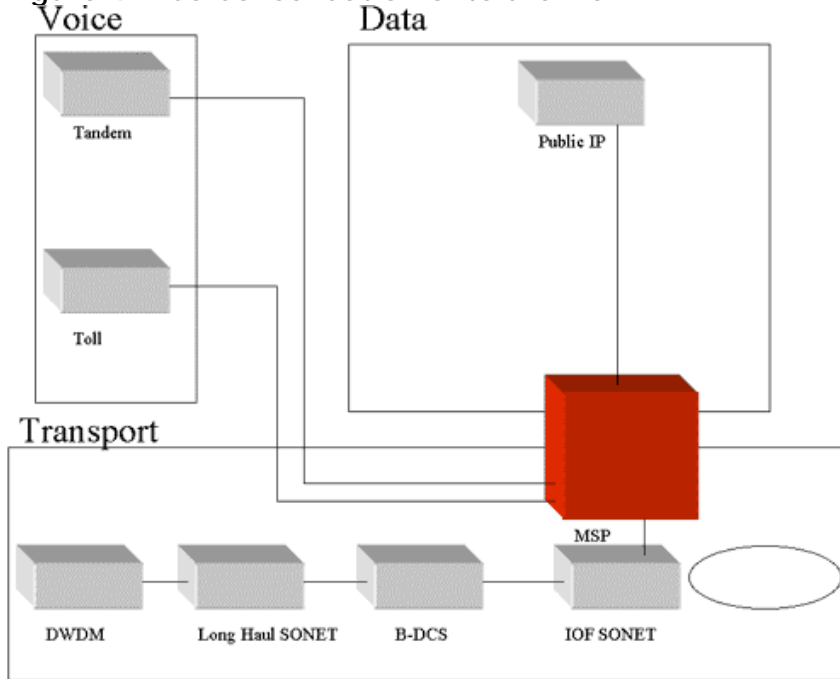 Voice
Data
Tandem
Public IP
Toll
Transport
MSP
DWDM
Long Haul SONET
B-DCS
IOF SONET